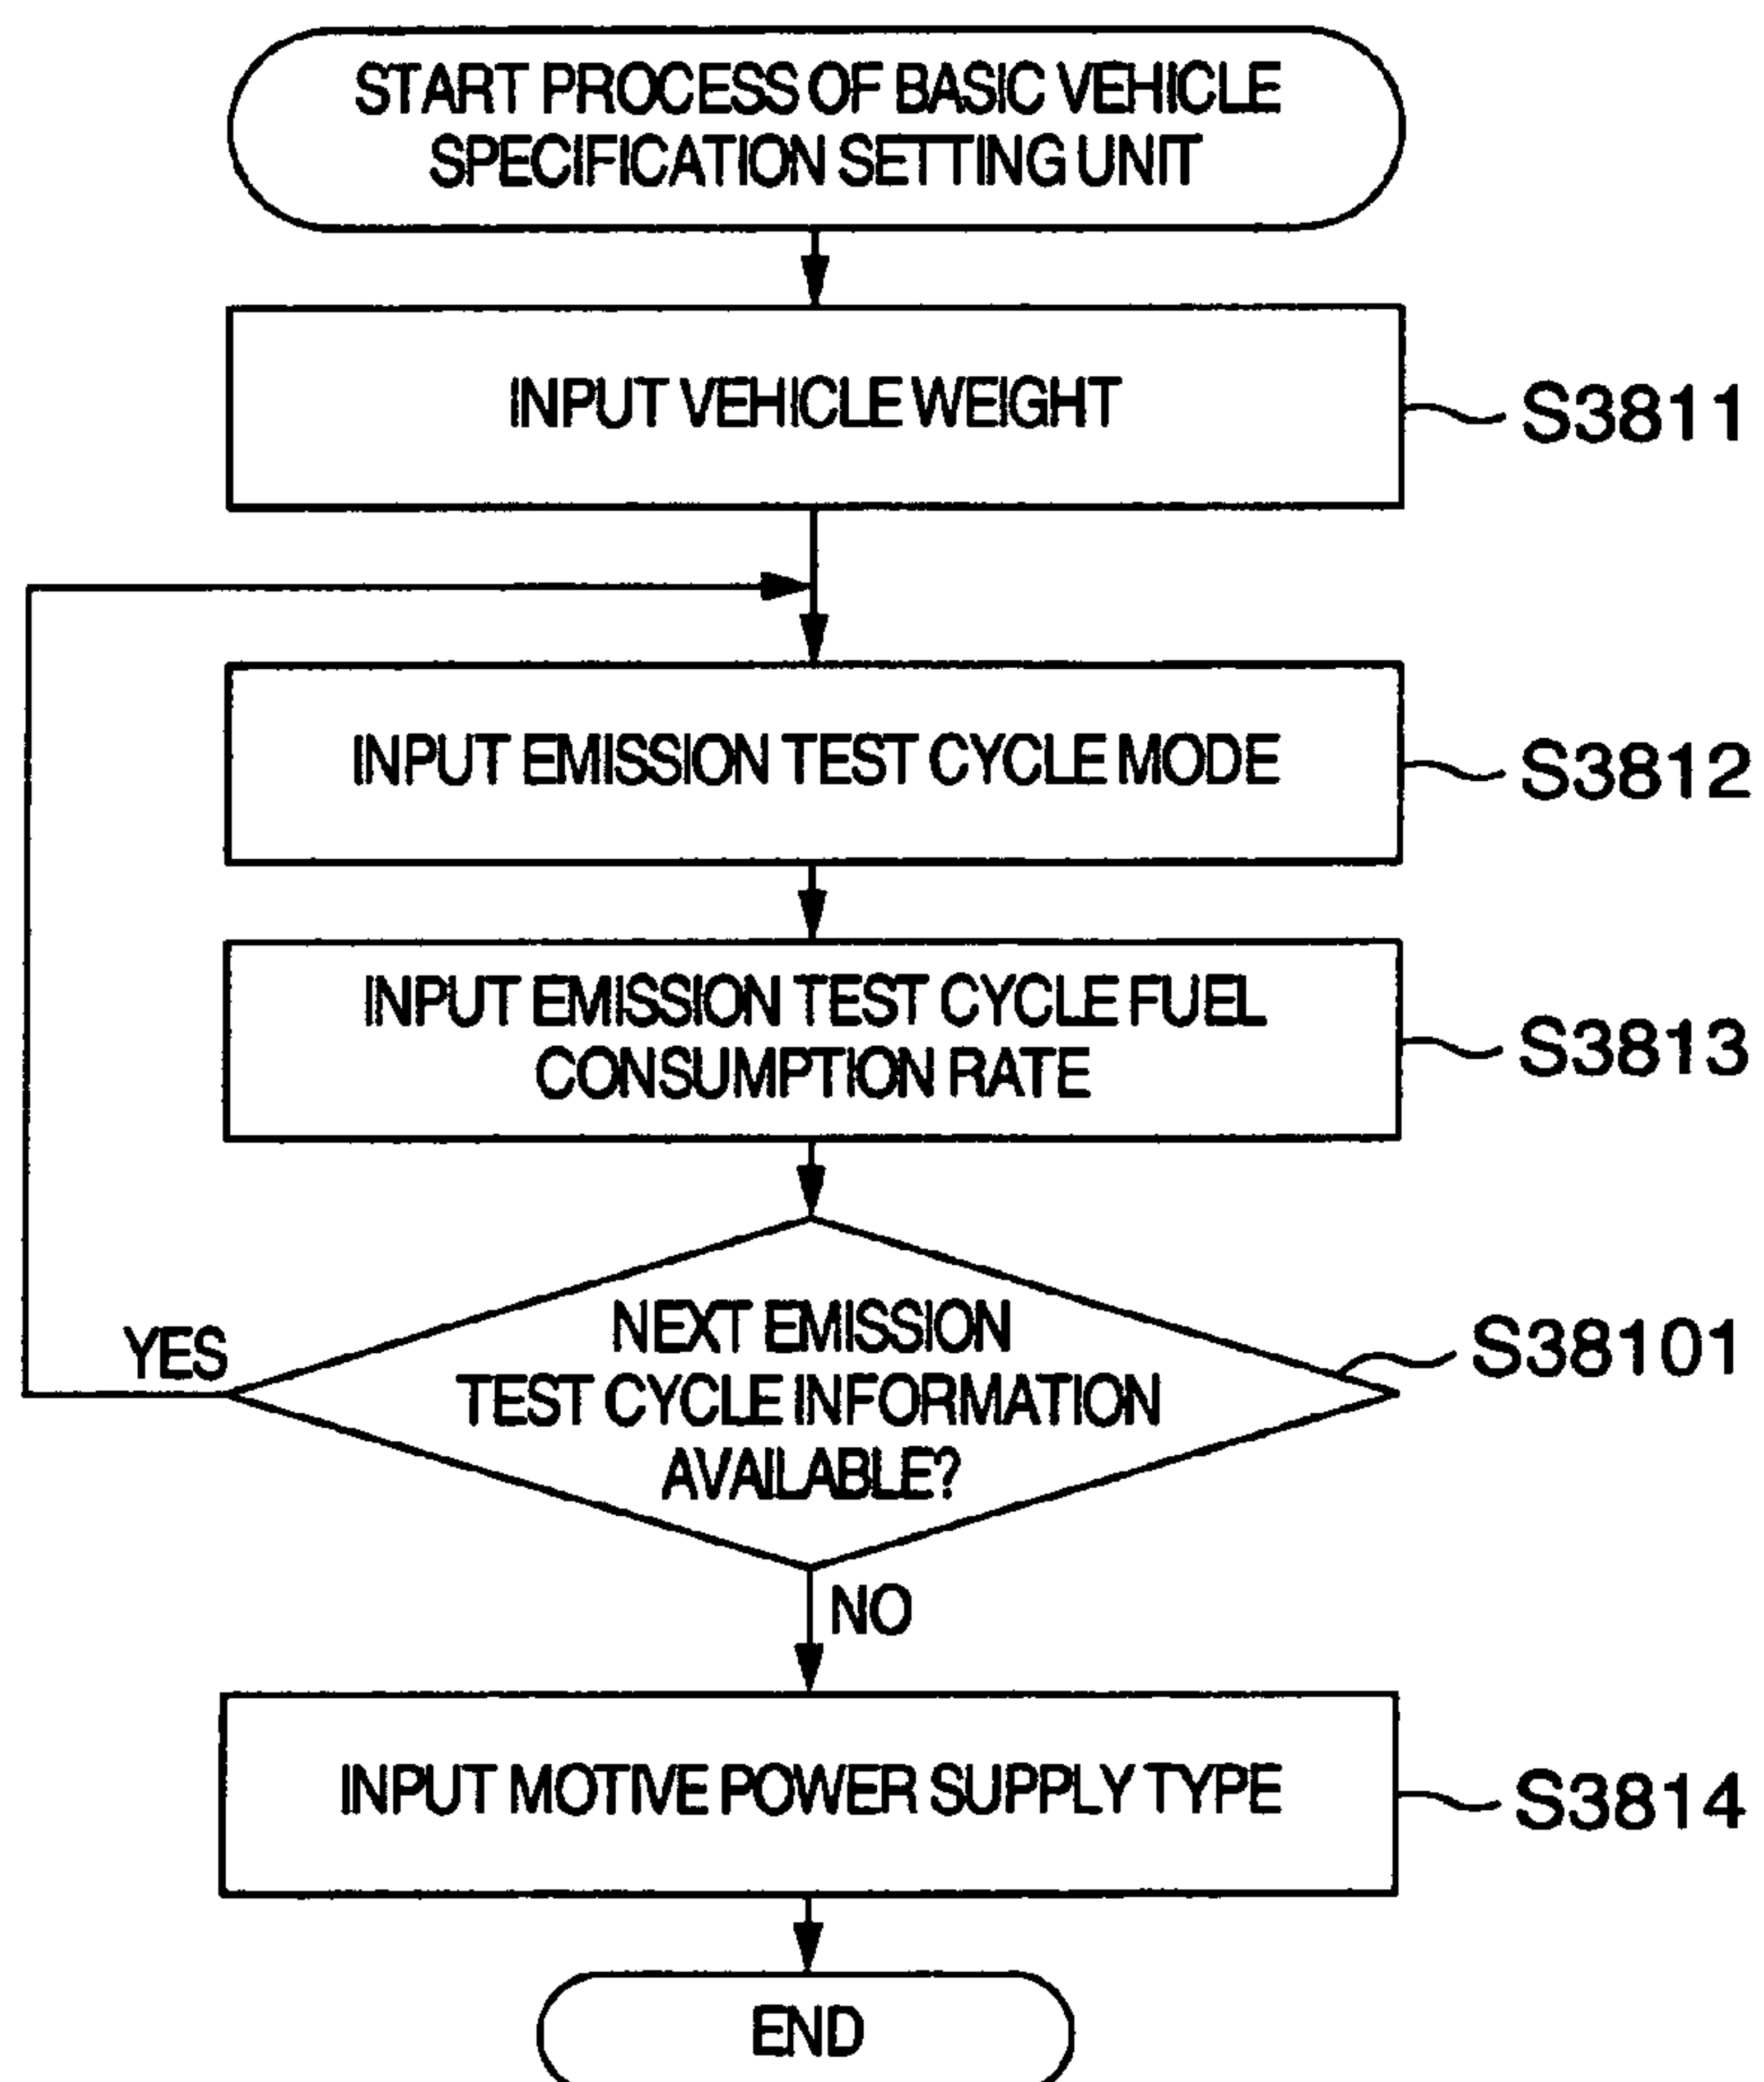 START PROCESS OF BASIC VEHICLE
SPECIFICATION SETTING UNIT
INPUT VEHICLE WEIGHT
S3811
INPUT EMISSION TEST CYCLE MODE
S3812
INPUT EMISSION TEST CYCLE FUEL
CONSUMPTION RATE
S3813
NEXT EMISSION
TEST CYCLE INFORMATION
AVAILABLE?
S38101
YES
NO
INPUT MOTIVE POWER SUPPLY TYPE
S3814
END